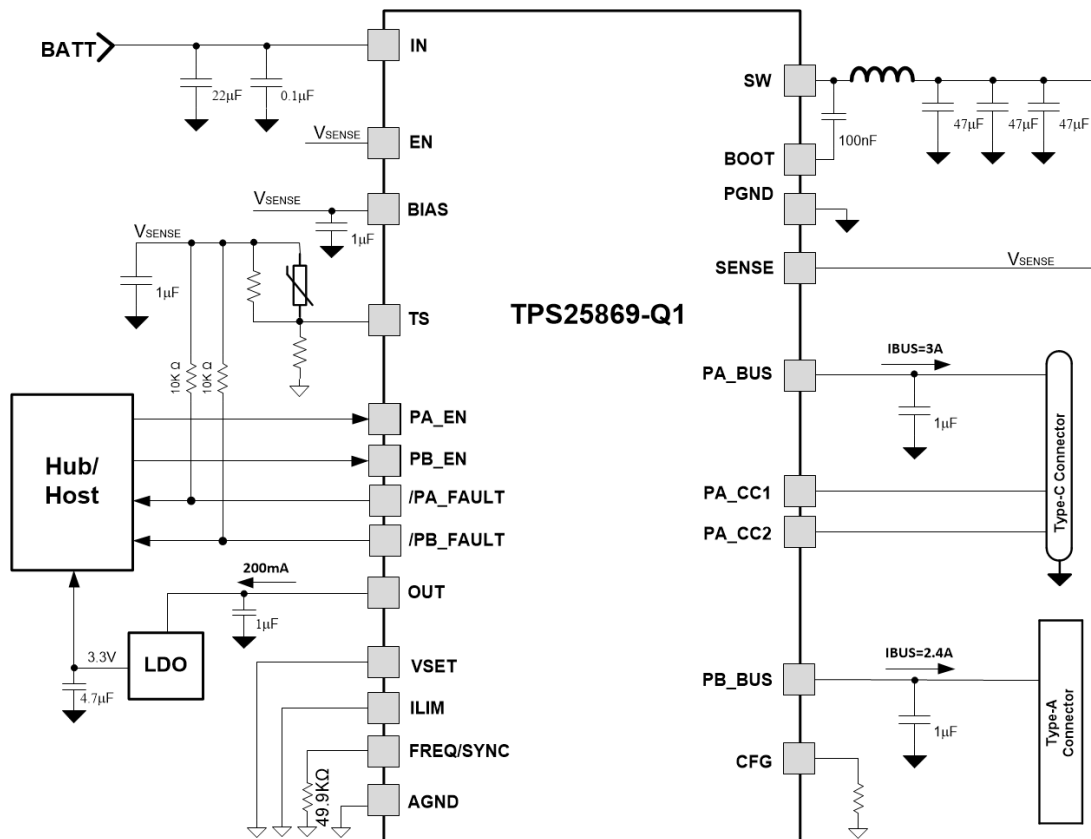 BATT
IN
22µF
0.1µF
VSENSE
EN
VSENSE
BIAS
1µF
VSENSE
1µF
TS
10K Ω
10K Ω
Hub/
Host
PA_EN
PB_EN
/PA_FAULT
/PB_FAULT
200mA
OUT
1µF
3.3V
LDO
4.7µF
VSET
ILIM
FREQ/SYNC
49.9KΩ
AGND
TPS25869-Q1
SW
47µF
47µF
47µF
100nF
BOOT
PGND
SENSE
VSENSE
IBUS=3A
PA_BUS
1µF
PA_CC1
PA_CC2
Type-C Connector
IBUS=2.4A
PB_BUS
1µF
Type-A
Connector
CFG